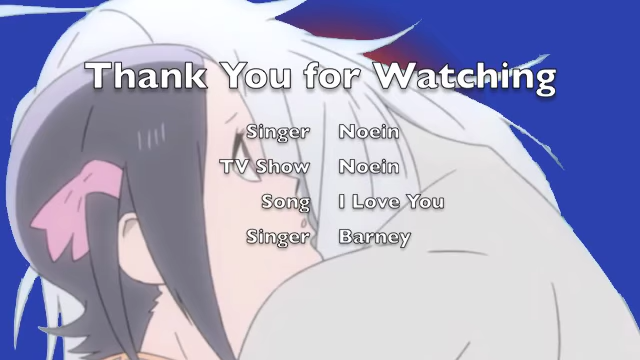 Thank You for Watching
Singer Noein
TV Show Noein
Song I Love You
Singer Barney